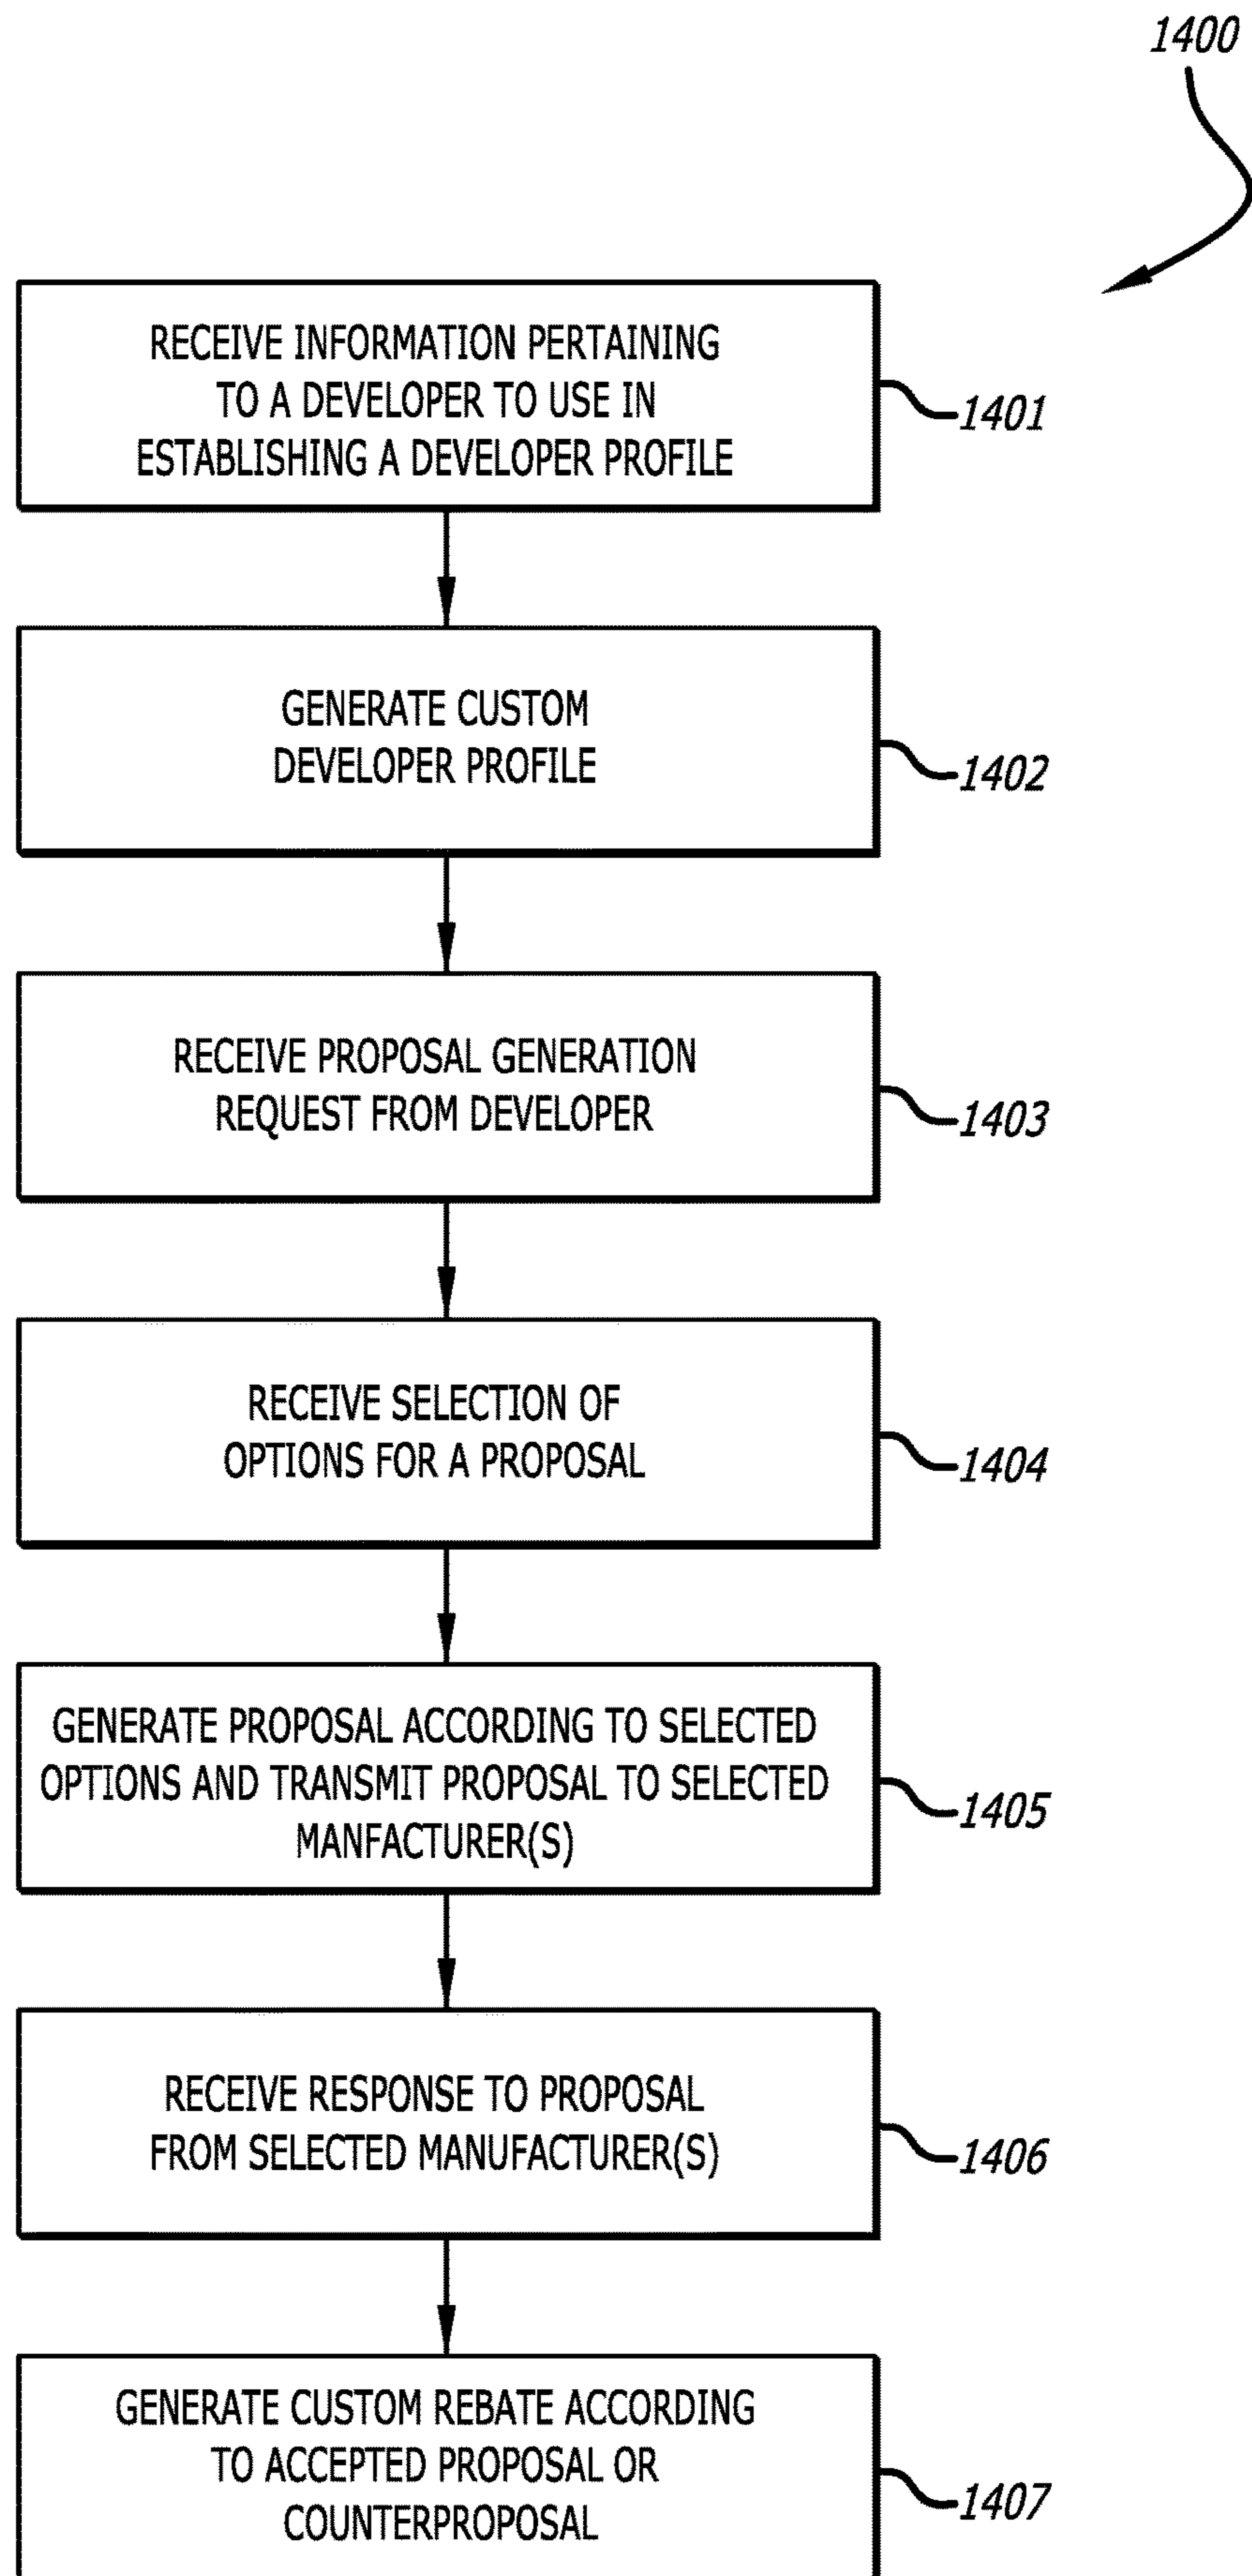 1400
RECEIVE INFORMATION PERTAINING
TO A DEVELOPER TO USE IN
ESTABLISHING A DEVELOPER PROFILE
1401
GENERATE CUSTOM
DEVELOPER PROFILE
1402
RECEIVE PROPOSAL GENERATION
REQUEST FROM DEVELOPER
1403
RECEIVE SELECTION OF
OPTIONS FOR A PROPOSAL
1404
GENERATE PROPOSAL ACCORDING TO SELECTED
OPTIONS AND TRANSMIT PROPOSAL TO SELECTED
MANFACTURER(S)
1405
RECEIVE RESPONSE TO PROPOSAL
FROM SELECTED MANUFACTURER(S)
1406
GENERATE CUSTOM REBATE ACCORDING
TO ACCEPTED PROPOSAL OR
COUNTERPROPOSAL
1407